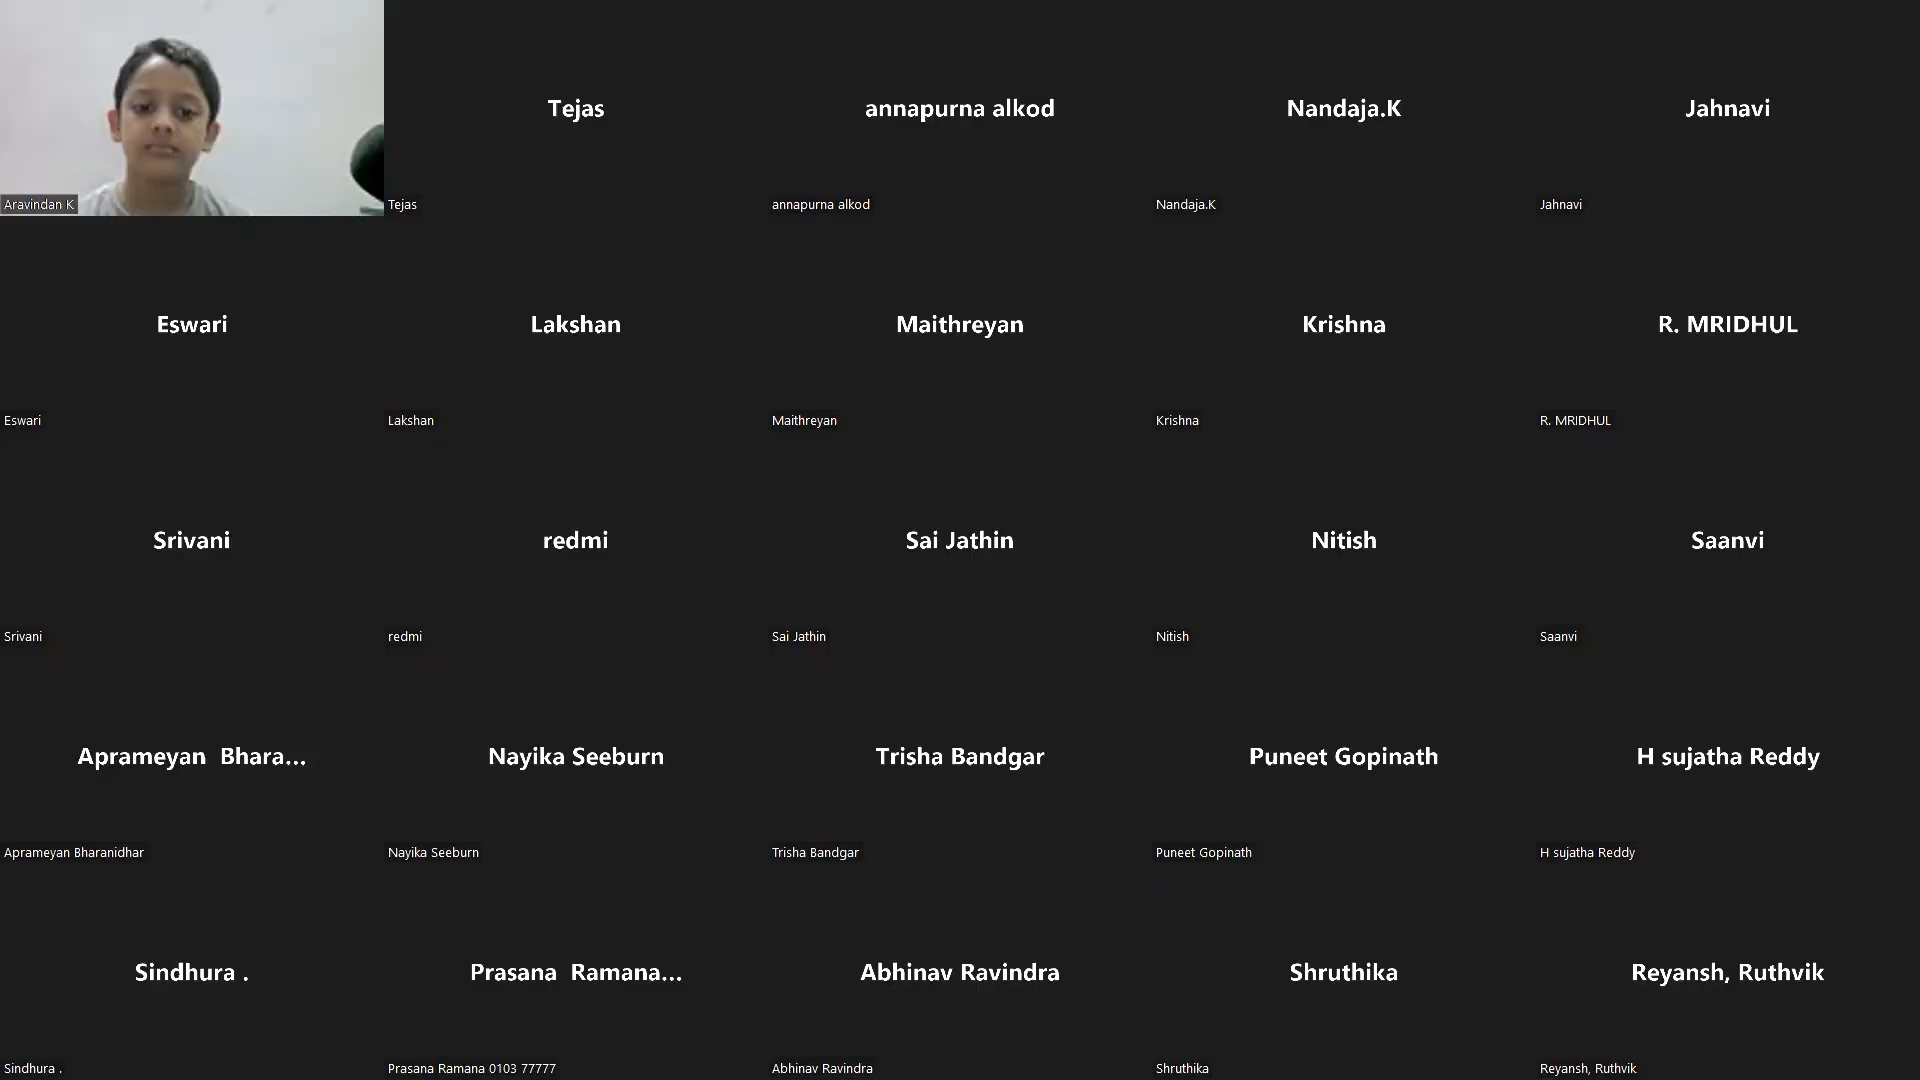 Aravindan K
Tejas
Tejas
annapurna alkod
annapurna alkod
Nandaja.K
Nandaja.K
Jahnavi
Jahnavi
Eswari
Eswari
Lakshan
Lakshan
Maithreyan
Maithreyan
Krishna
Krishna
R. MRIDHUL
R. MRIDHUL
Srivani
Srivani
redmi
redmi
Sai Jathin
Sai Jathin
Nitish
Nitish
Saanvi
Saanvi
Aprameyan  Bhara...
Aprameyan Bharanidhar
Nayika Seeburn
Nayika Seeburn
Trisha Bandgar
Trisha Bandgar
Puneet Gopinath
Puneet Gopinath
H sujatha Reddy
H sujatha Reddy
Sindhura .
Sindhura .
Prasana  Ramana...
Prasana Ramana 0103 77777
Abhinav Ravindra
Abhinav Ravindra
Shruthika
Shruthika
Reyansh, Ruthvik
Reyansh, Ruthvik